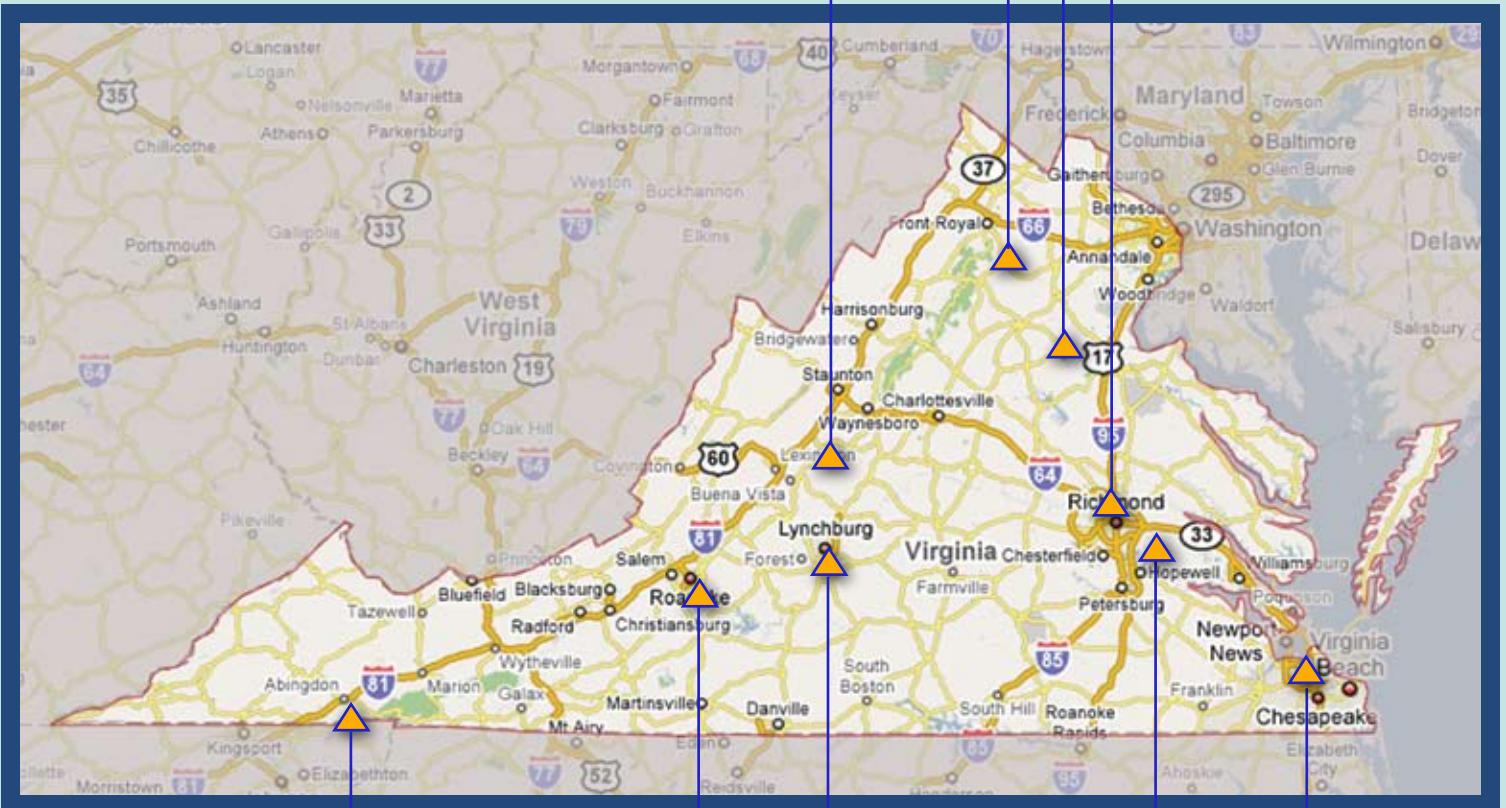 Lancaster
Logan
77
40
Cumberland
70
Hagerstown
83
Wilmington
Morgantown
68
35
Nelsonville
Marietta
Fairmont
Keyser
Frederick
Maryland
Towson
Chillicothe
Athens
Parkersburg
Clarksburg
Grafton
Columbia
Baltimore
Glen Burnie
Dover
37
Gaithersburg
295
2
Weston
Buckhannon
79
Elkins
Front Royal
66
Bethesda
Washington
Delaw
Portsmouth
Gallipolis
33
Annandale
Woodbridge
Waldorf
Ashland
Huntington
St Albans
Dunbar
Charleston
West
Virginia
19
Harrisonburg
Bridgewater
17
Salisbury
64
77
Oak Hill
Beckley
64
Staunton
Waynesboro
Charlottesville
95
Covington
60
Buena Vista
64
Richmond
Pikeville
Princeton
81
Lynchburg
Forest
Virginia
Chesterfield
33
Williamsburg
Salem
Blacksburg
Roanoke
Farmville
Hopewell
Petersburg
Poquoson
Bluefield
Tazewell
Radford
Christiansburg
Newport
News
Virginia
Beach
Wytheville
Abingdon
81
Marion
Galax
Martinsville
Danville
South
Boston
85
South Hill
Roanoke
Rapids
Franklin
Chesapeake
Kingsport
Mt Airy
Eden
85
Elizabeth
City
Morristown
81
Elizabethton
77
52
Reidsville
95
Ahoskie